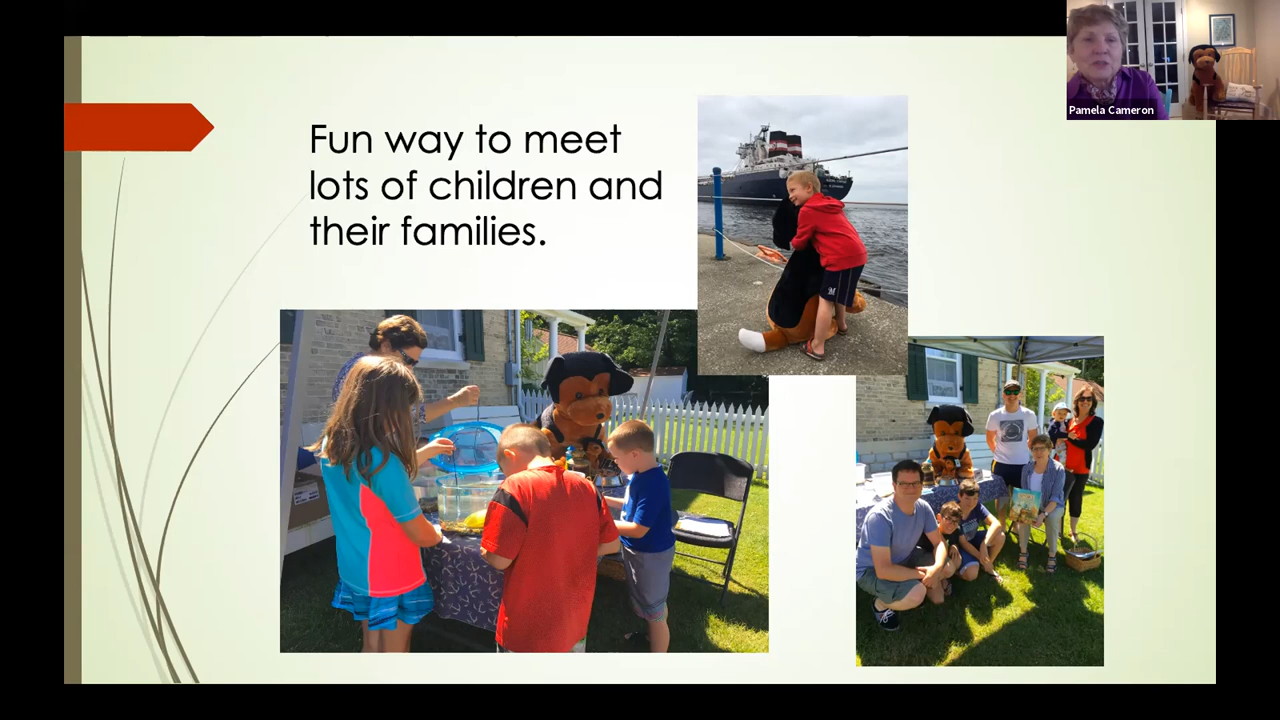 Fun way to meet
lots of children and
their families.
Pamela Cameron